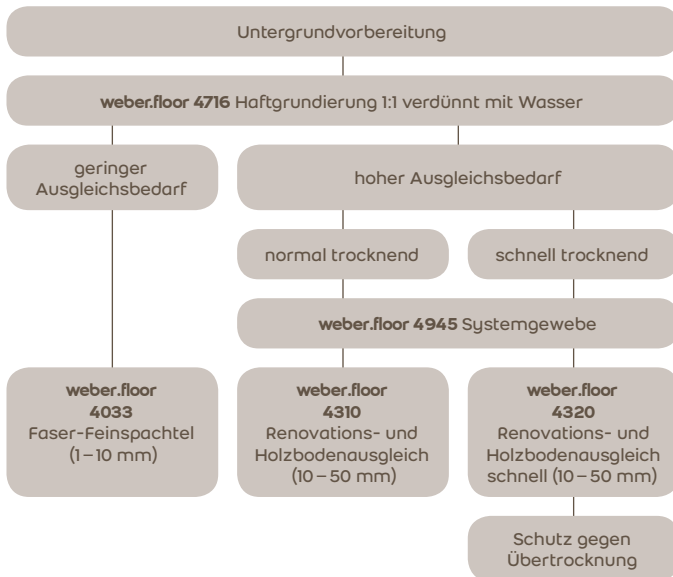 Untergrundvorbereitung
weber.floor 4716 Haftgrundierung 1:1 verdünnt mit Wasser
geringer
Ausgleichsbedarf
hoher Ausgleichsbedarf
normal trocknend
schnell trocknend
weber.floor 4945 Systemgewebe
weber.floor
4033
Faser-Feinspachtel
(1–10 mm)
weber.floor
4310
Renovations- und
Holzbodenausgleich
(10–50 mm)
weber.floor
4320
Renovations- und
Holzbodenausgleich
schnell (10–50 mm)
Schutz gegen
Übertrocknung